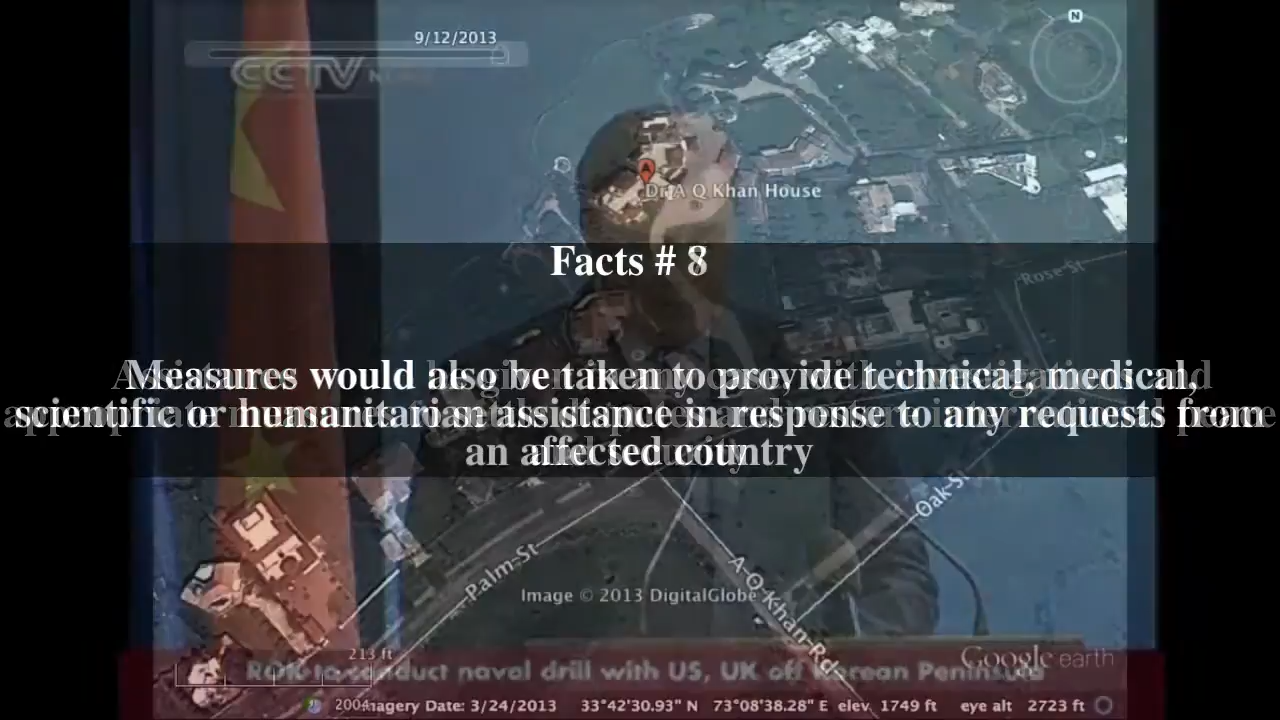 9/12/2013
N
CCTV NEWS
Dr A Q Khan House
Facts # 8
Rose St
Measures would also be taken to provide technical, medical,
scientific or humanitarian assistance in response to any requests from
an affected country
Oak-St
Palm-St
A-Q-Khan-Rd
Image © 2013 DigitalGlobe
213 ft
Google earth
ROK to conduct naval drill with US, UK off Korean Peninsula
2004 Imagery Date: 3/24/2013 33°42'30.93" N 73°08'38.28" E elev 1749 ft eye alt 2723 ft